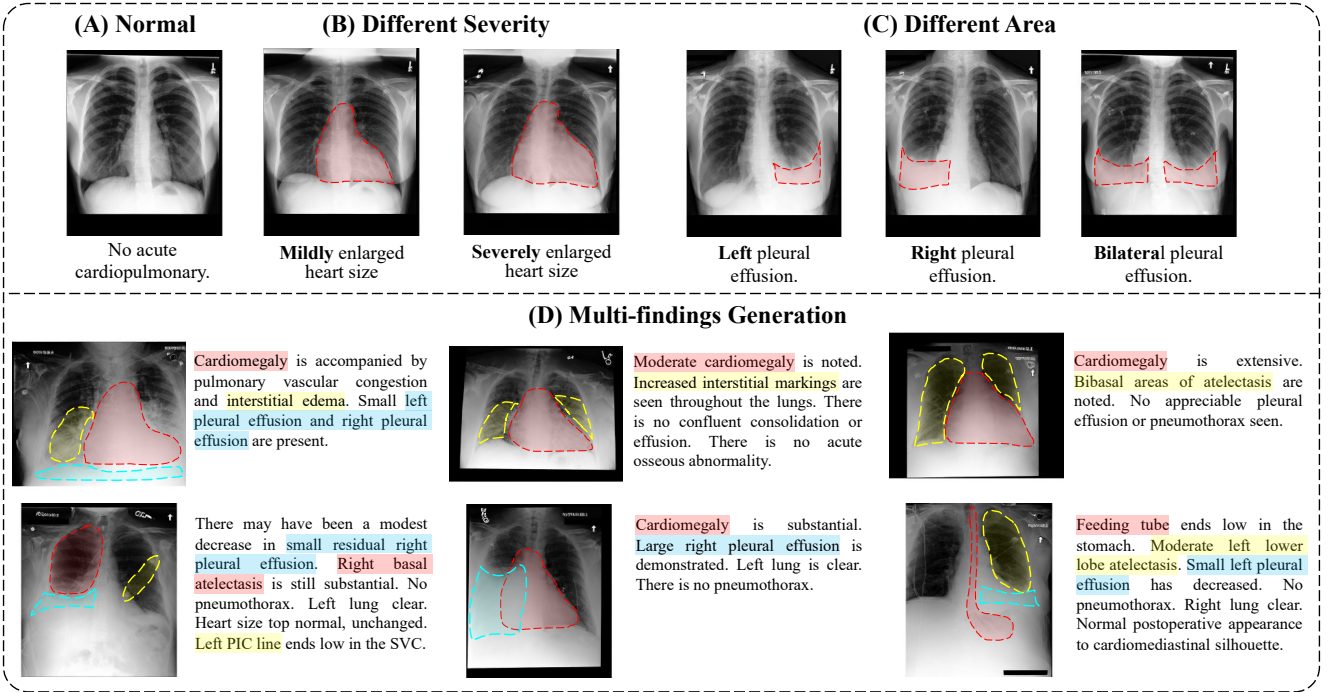 (A) Normal
(B) Different Severity
(C) Different Area
No acute
cardiopulmonary.
Mildly enlarged
heart size
Severely enlarged
heart size
Left pleural
effusion.
Right pleural
effusion.
Bilateral pleural
effusion.
(D) Multi-findings Generation
Cardiomegaly is accompanied by
pulmonary vascular congestion
and interstitial edema. Small left
pleural effusion and right pleural
effusion are present.
Moderate cardiomegaly is noted.
Increased interstitial markings are
seen throughout the lungs. There
is no confluent consolidation or
effusion. There is no acute
osseous abnormality.
Cardiomegaly is extensive.
Bibasal areas of atelectasis are
noted. No appreciable pleural
effusion or pneumothorax seen.
There may have been a modest
decrease in small residual right
pleural effusion. Right basal
atelectasis is still substantial. No
pneumothorax. Left lung clear.
Heart size top normal, unchanged.
Left PIC line ends low in the SVC.
Cardiomegaly is substantial.
Large right pleural effusion is
demonstrated. Left lung is clear.
There is no pneumothorax.
Feeding tube ends low in the
stomach. Moderate left lower
lobe atelectasis. Small left pleural
effusion has decreased. No
pneumothorax. Right lung clear.
Normal postoperative appearance
to cardiomediastinal silhouette.